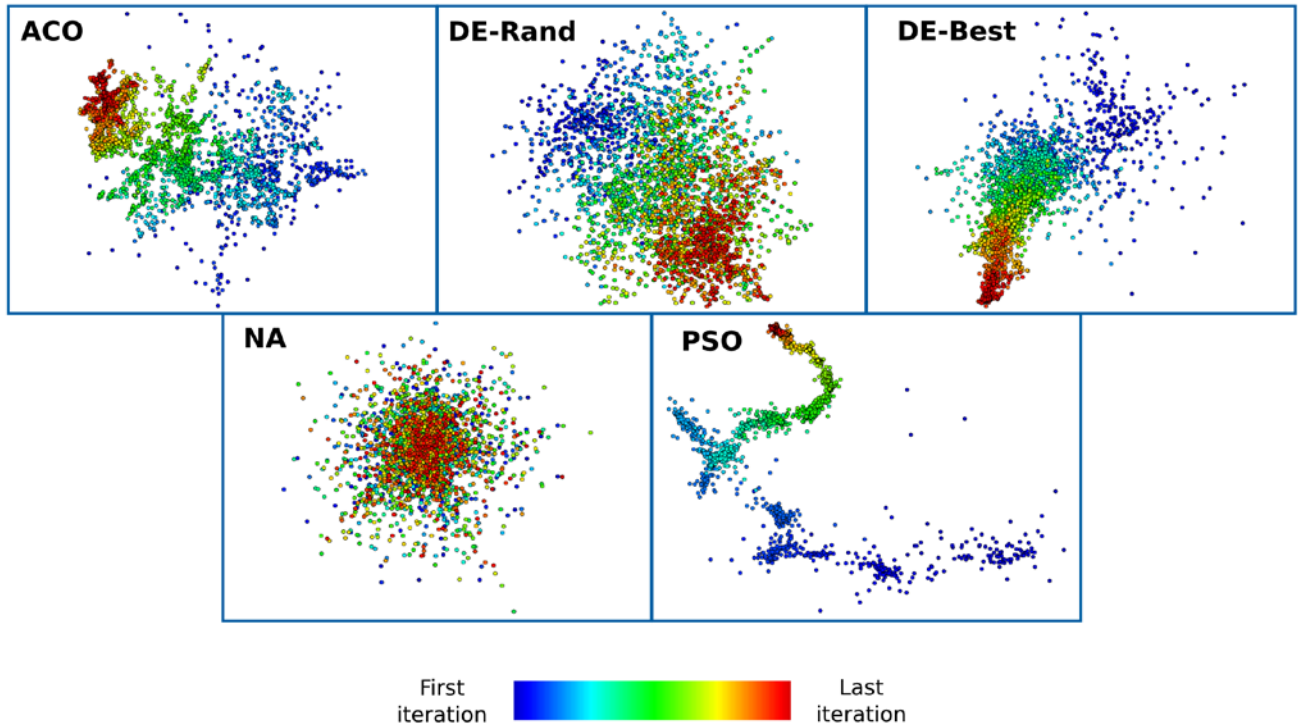 ACO
DE-Rand
DE-Best
NA
PSO
First
iteration
Last
iteration